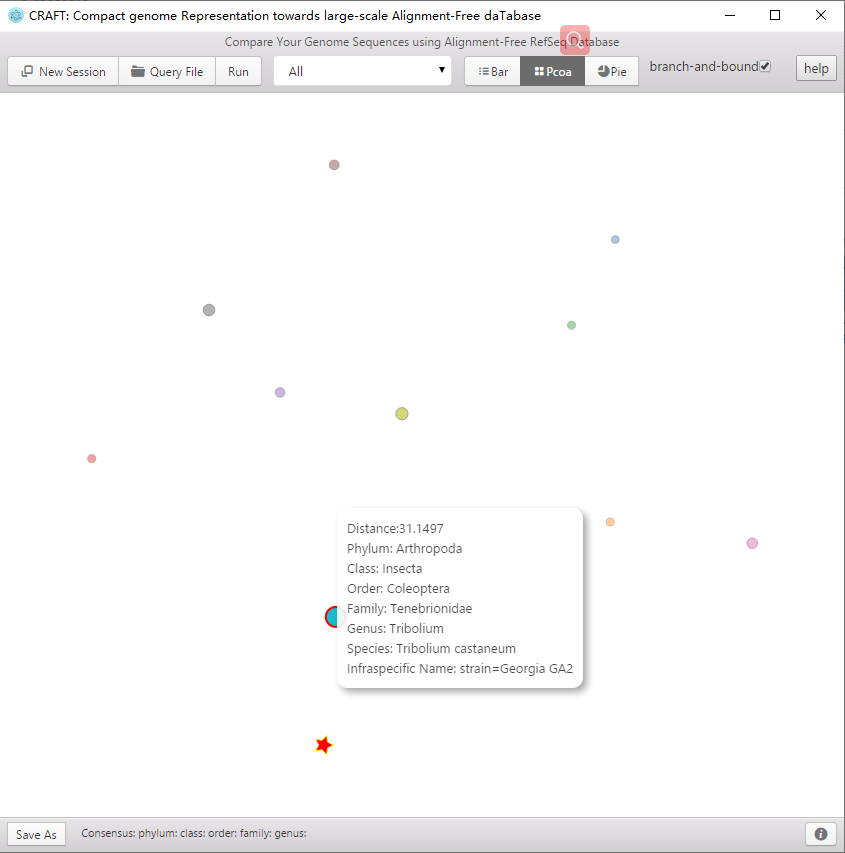 CRAFT: Compact genome Representation towards large-scale Alignment-Free daTabase
Compare Your Genome Sequences using Alignment-Free RefSeq Database
New Session Query File Run All Bar Pcoa Pie branch-and-bound help
Distance:31.1497
Phylum: Arthropoda
Class: Insecta
Order: Coleoptera
Family: Tenebrionidae
Genus: Tribolium
Species: Tribolium castaneum
Infraspecific Name: strain=Georgia GA2
Save As Consensus: phylum: class: order: family: genus: